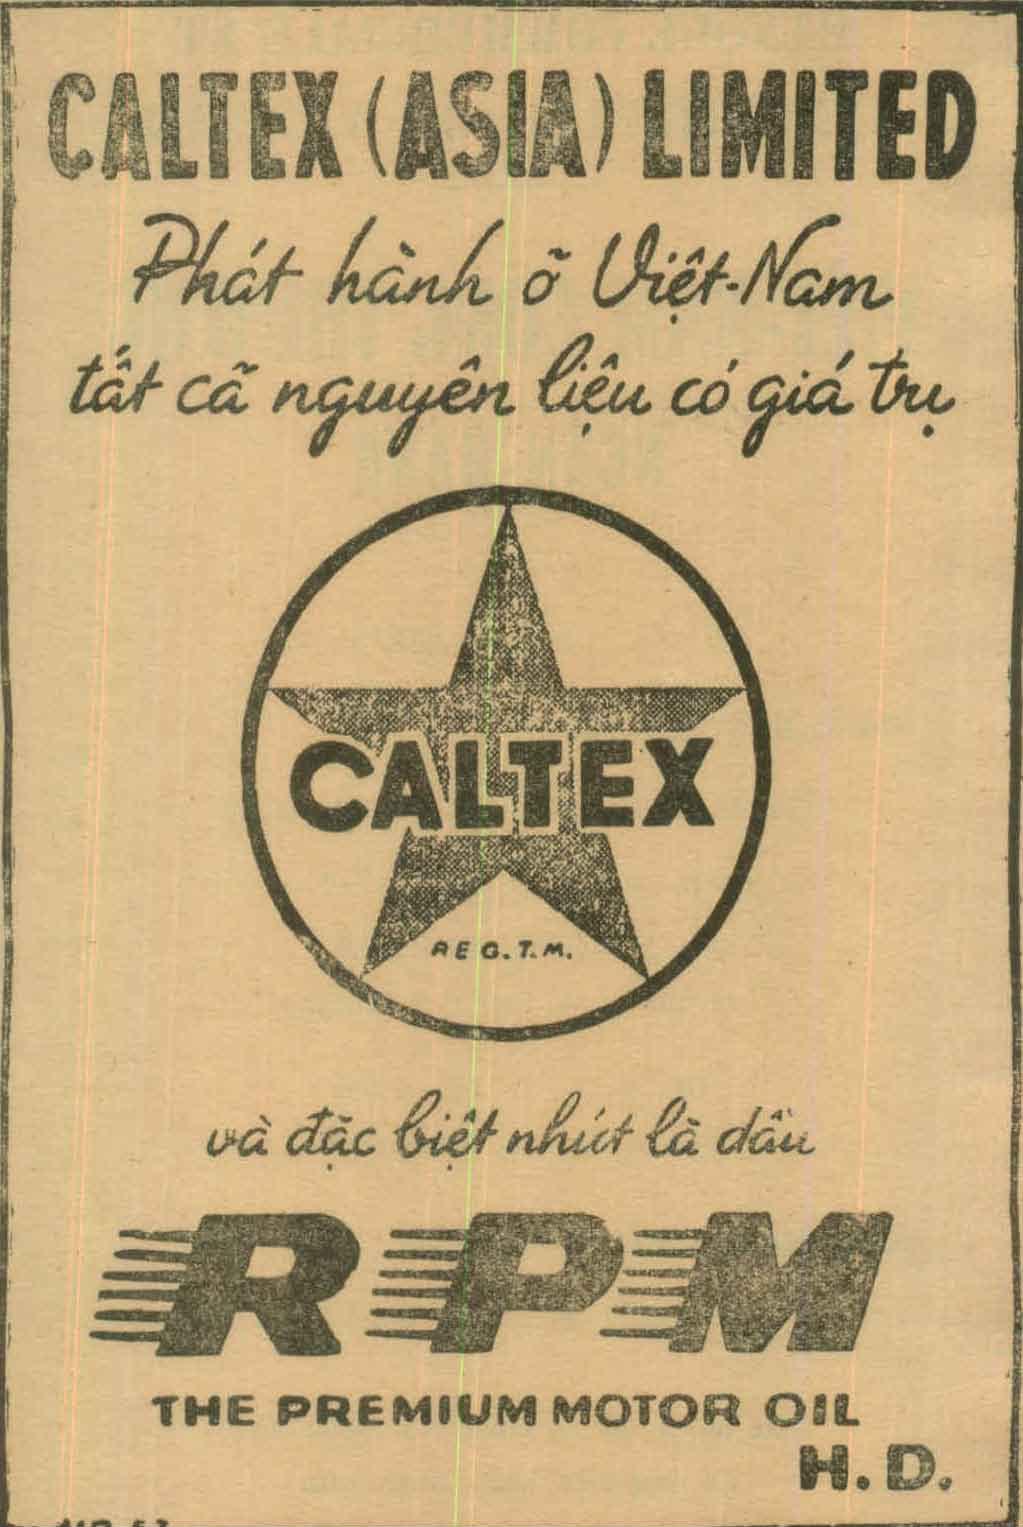 CALTEX (ASIA) LIMITED
Phát hành ỡ Việt-Nam
tất cã nguyên liệu có giá trị
CALTEX
REG. T. M.
và đặc biệt nhứt là dầu
RPM
THE PREMIUM MOTOR OIL
H. D.